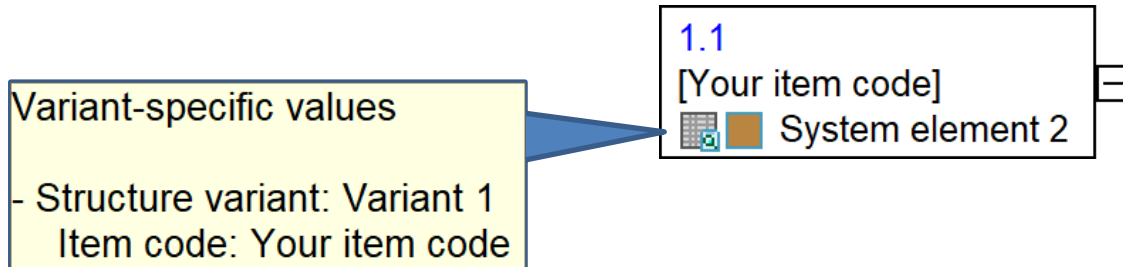 1.1
[Your item code]
System element 2
Variant-specific values
- Structure variant: Variant 1
Item code: Your item code